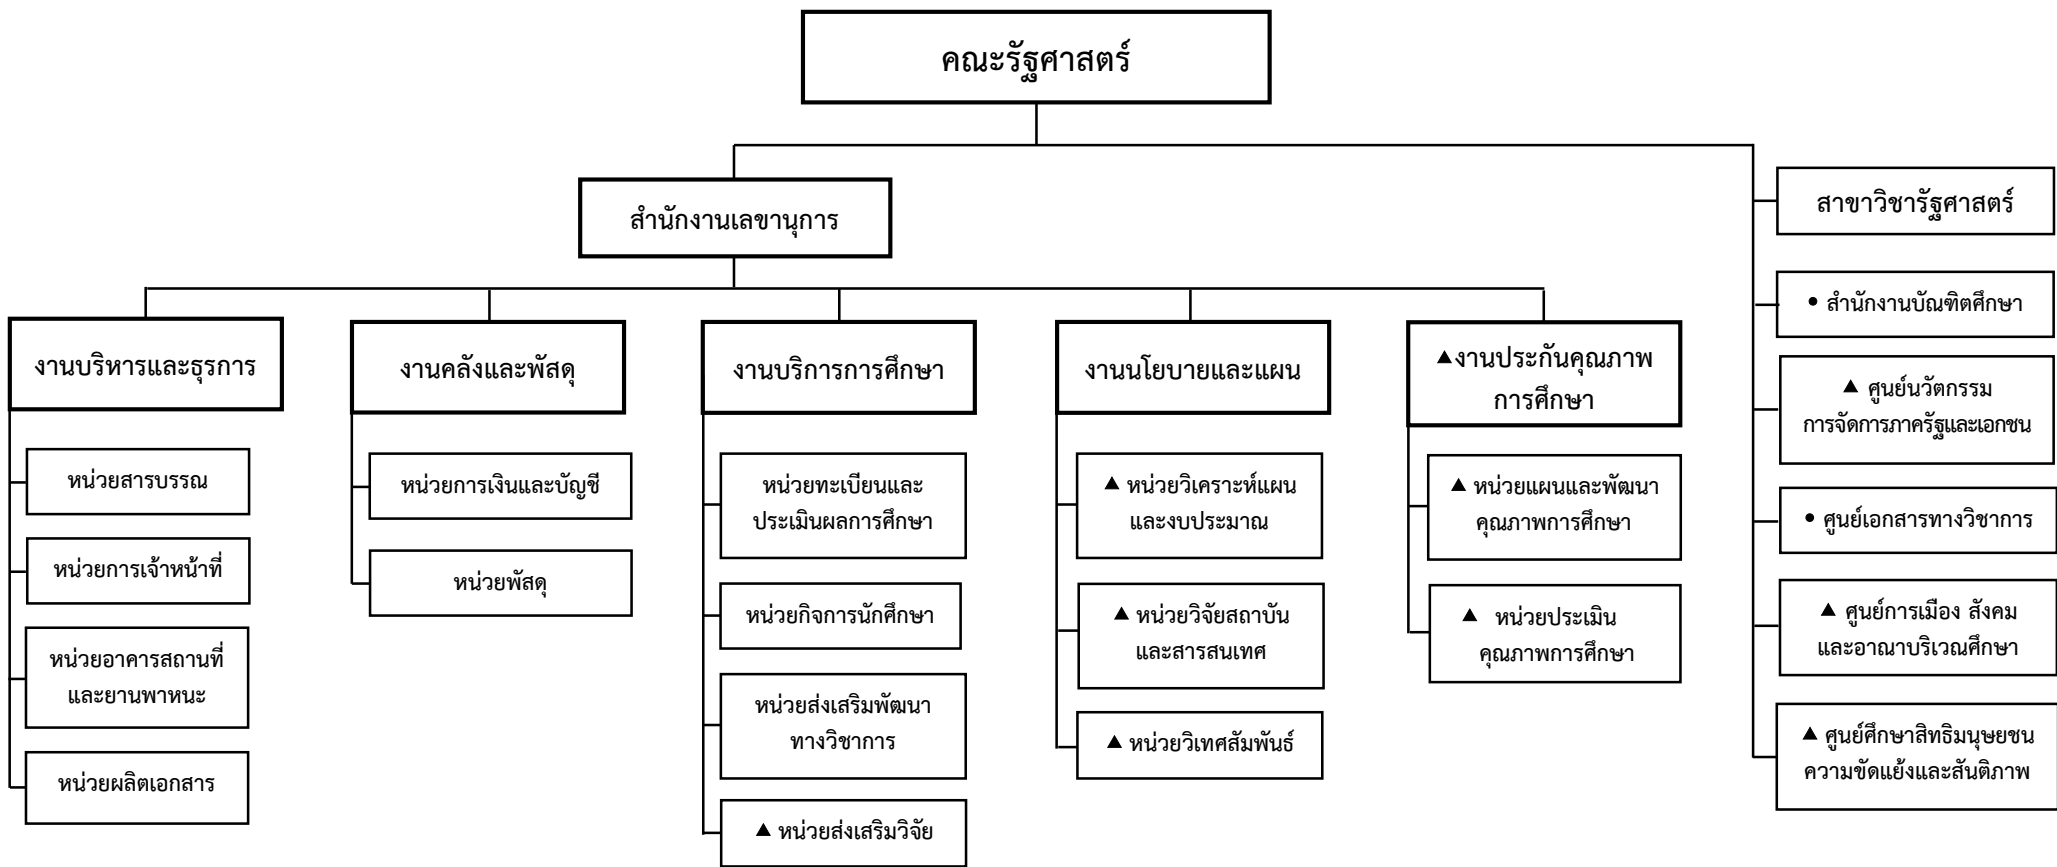 คณะรัฐศาสตร์
สำนักงานเลขานุการ
งานบริหารและธุรการ
หน่วยสารบรรณ
หน่วยการเจ้าหน้าที่
หน่วยอาคารสถานที่
และยานพาหนะ
หน่วยผลิตเอกสาร
งานคลังและพัสดุ
หน่วยการเงินและบัญชี
หน่วยพัสดุ
งานบริการการศึกษา
หน่วยทะเบียนและ
ประเมินผลการศึกษา
หน่วยกิจการนักศึกษา
หน่วยส่งเสริมพัฒนา
ทางวิชาการ
▲ หน่วยส่งเสริมวิจัย
งานนโยบายและแผน
▲ หน่วยวิเคราะห์แผน
และงบประมาณ
▲ หน่วยวิจัยสถาบัน
และสารสนเทศ
▲ หน่วยวิเทศสัมพันธ์
▲งานประกันคุณภาพ
การศึกษา
▲ หน่วยแผนและพัฒนา
คุณภาพการศึกษา
▲ หน่วยประเมิน
คุณภาพการศึกษา
สาขาวิชารัฐศาสตร์
• สำนักงานบัณฑิตศึกษา
▲ ศูนย์นวัตกรรม
การจัดการภาครัฐและเอกชน
• ศูนย์เอกสารทางวิชาการ
▲ ศูนย์การเมือง สังคม
และอาณาบริเวณศึกษา
▲ ศูนย์ศึกษาสิทธิมนุษยชน
ความขัดแย้งและสันติภาพ